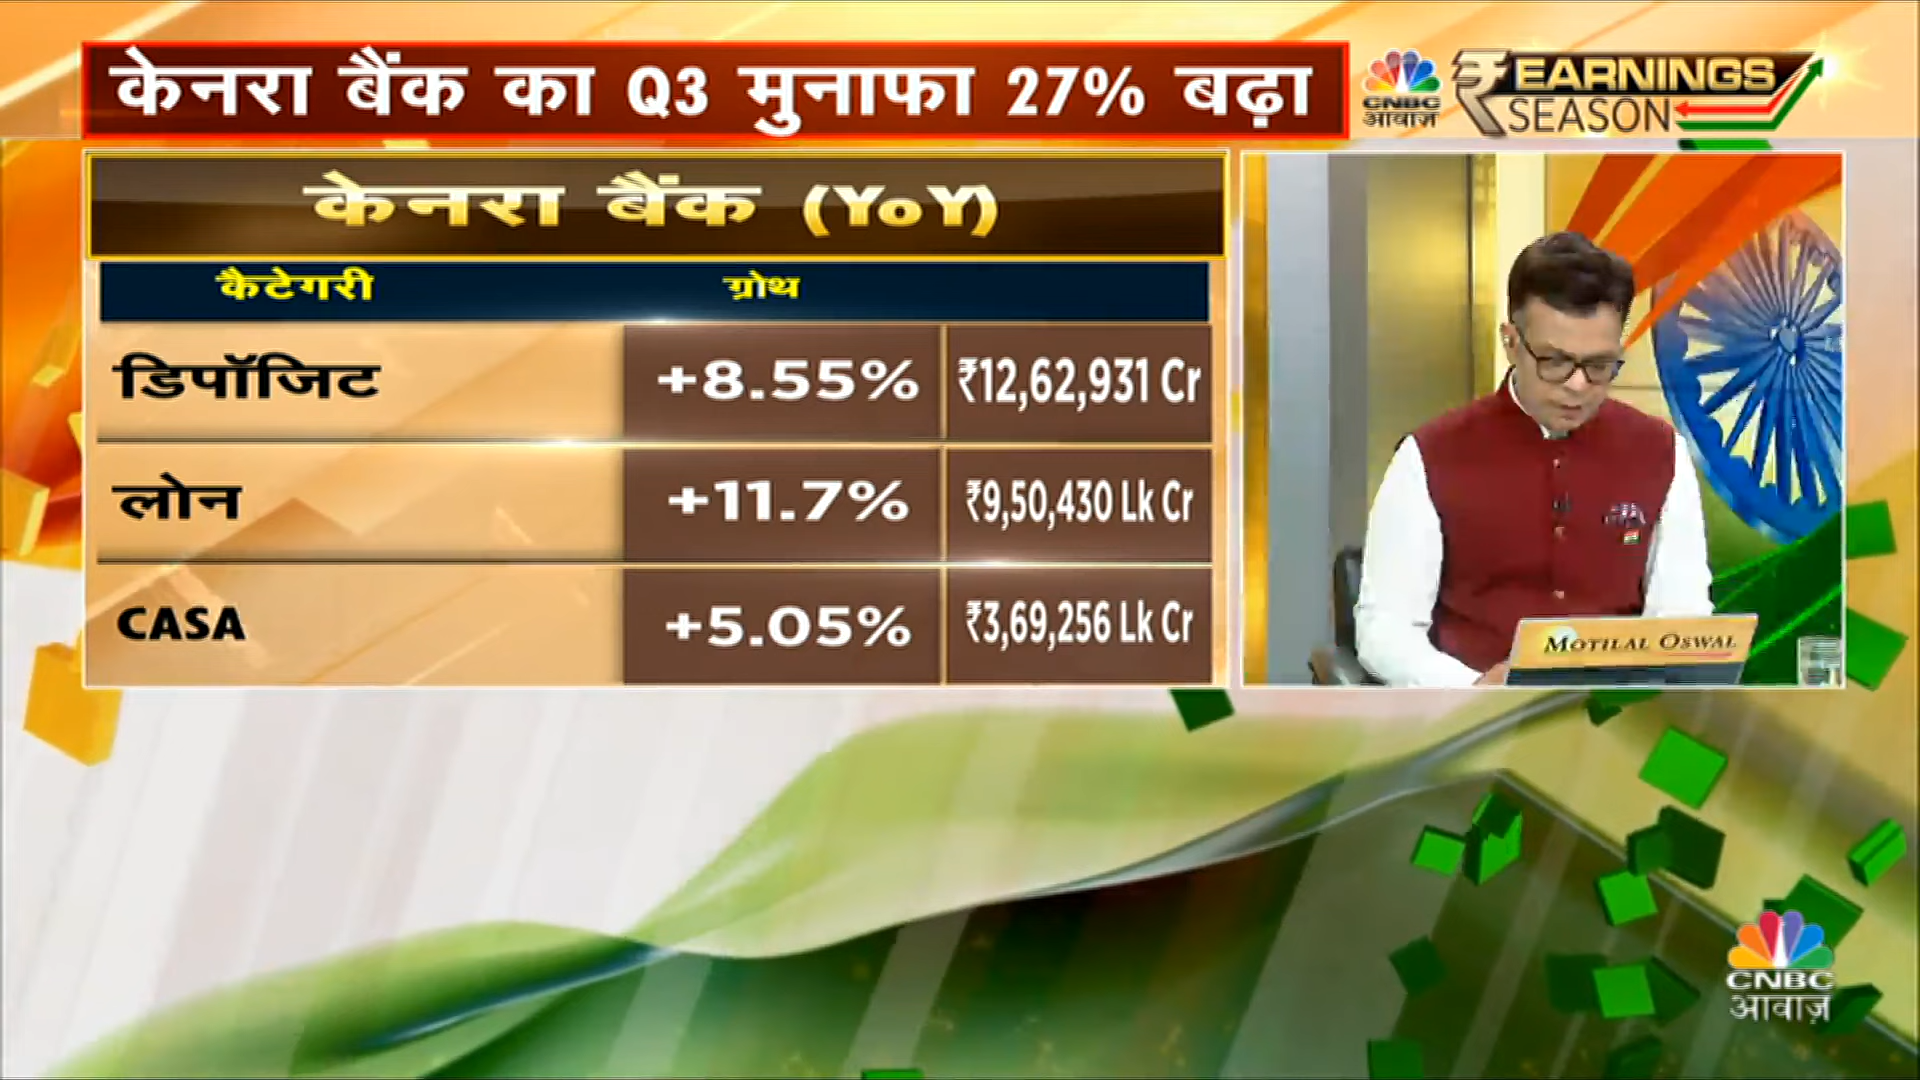 केनरा बैंक का Q3 मुनाफा 27% बढ़ा
CNBC
आवाज़
₹ EARNINGS
SEASON
केनरा बैंक (YoY)
कैटेगरी ग्रोथ
डिपॉजिट +8.55% ₹12,62,931 Cr
लोन +11.7% ₹9,50,430 Lk Cr
CASA +5.05% ₹3,69,256 Lk Cr
MOTILAL OSWAL
CNBC
आवाज़